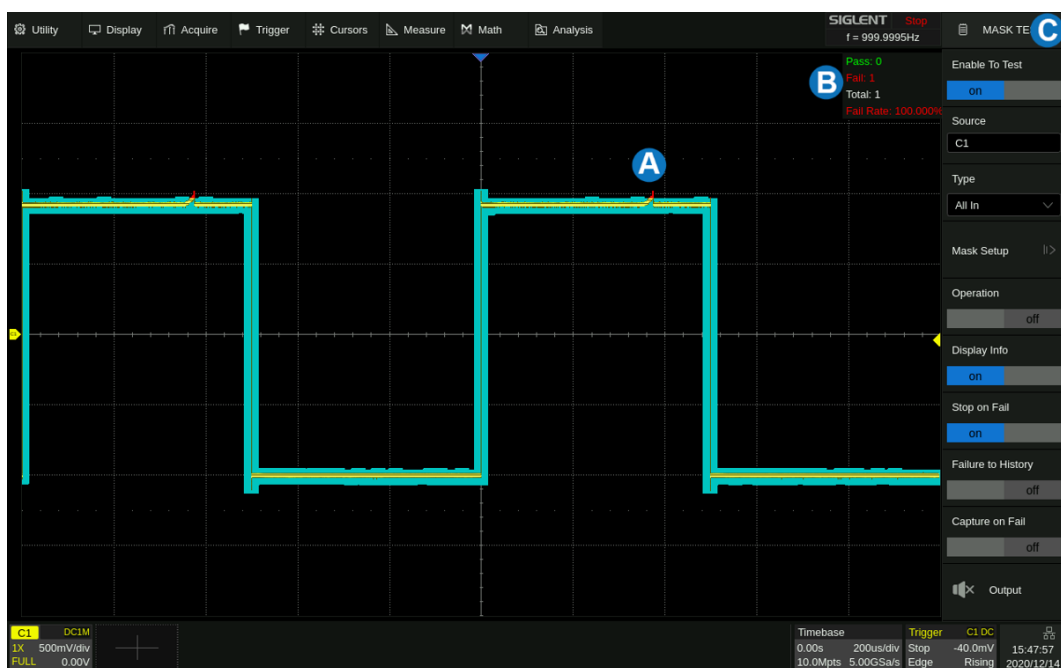 Utility Display Acquire Trigger Cursors Measure Math Analysis
SIGLENT Stop
f = 999.9995Hz
MASK TE
C
Pass: 0
Fail: 1
Total: 1
Fail Rate: 100.000%
B
A
Enable To Test
on
Source
C1
Type
All In
Mask Setup
Operation
off
Display Info
on
Stop on Fail
on
Failure to History
off
Capture on Fail
off
Output
C1 DC1M
1X 500mV/div
FULL 0.00V
Timebase
0.00s 200us/div
10.0Mpts 5.00GSa/s
Trigger C1 DC
Stop -40.0mV
Edge Rising
15:47:57
2020/12/14